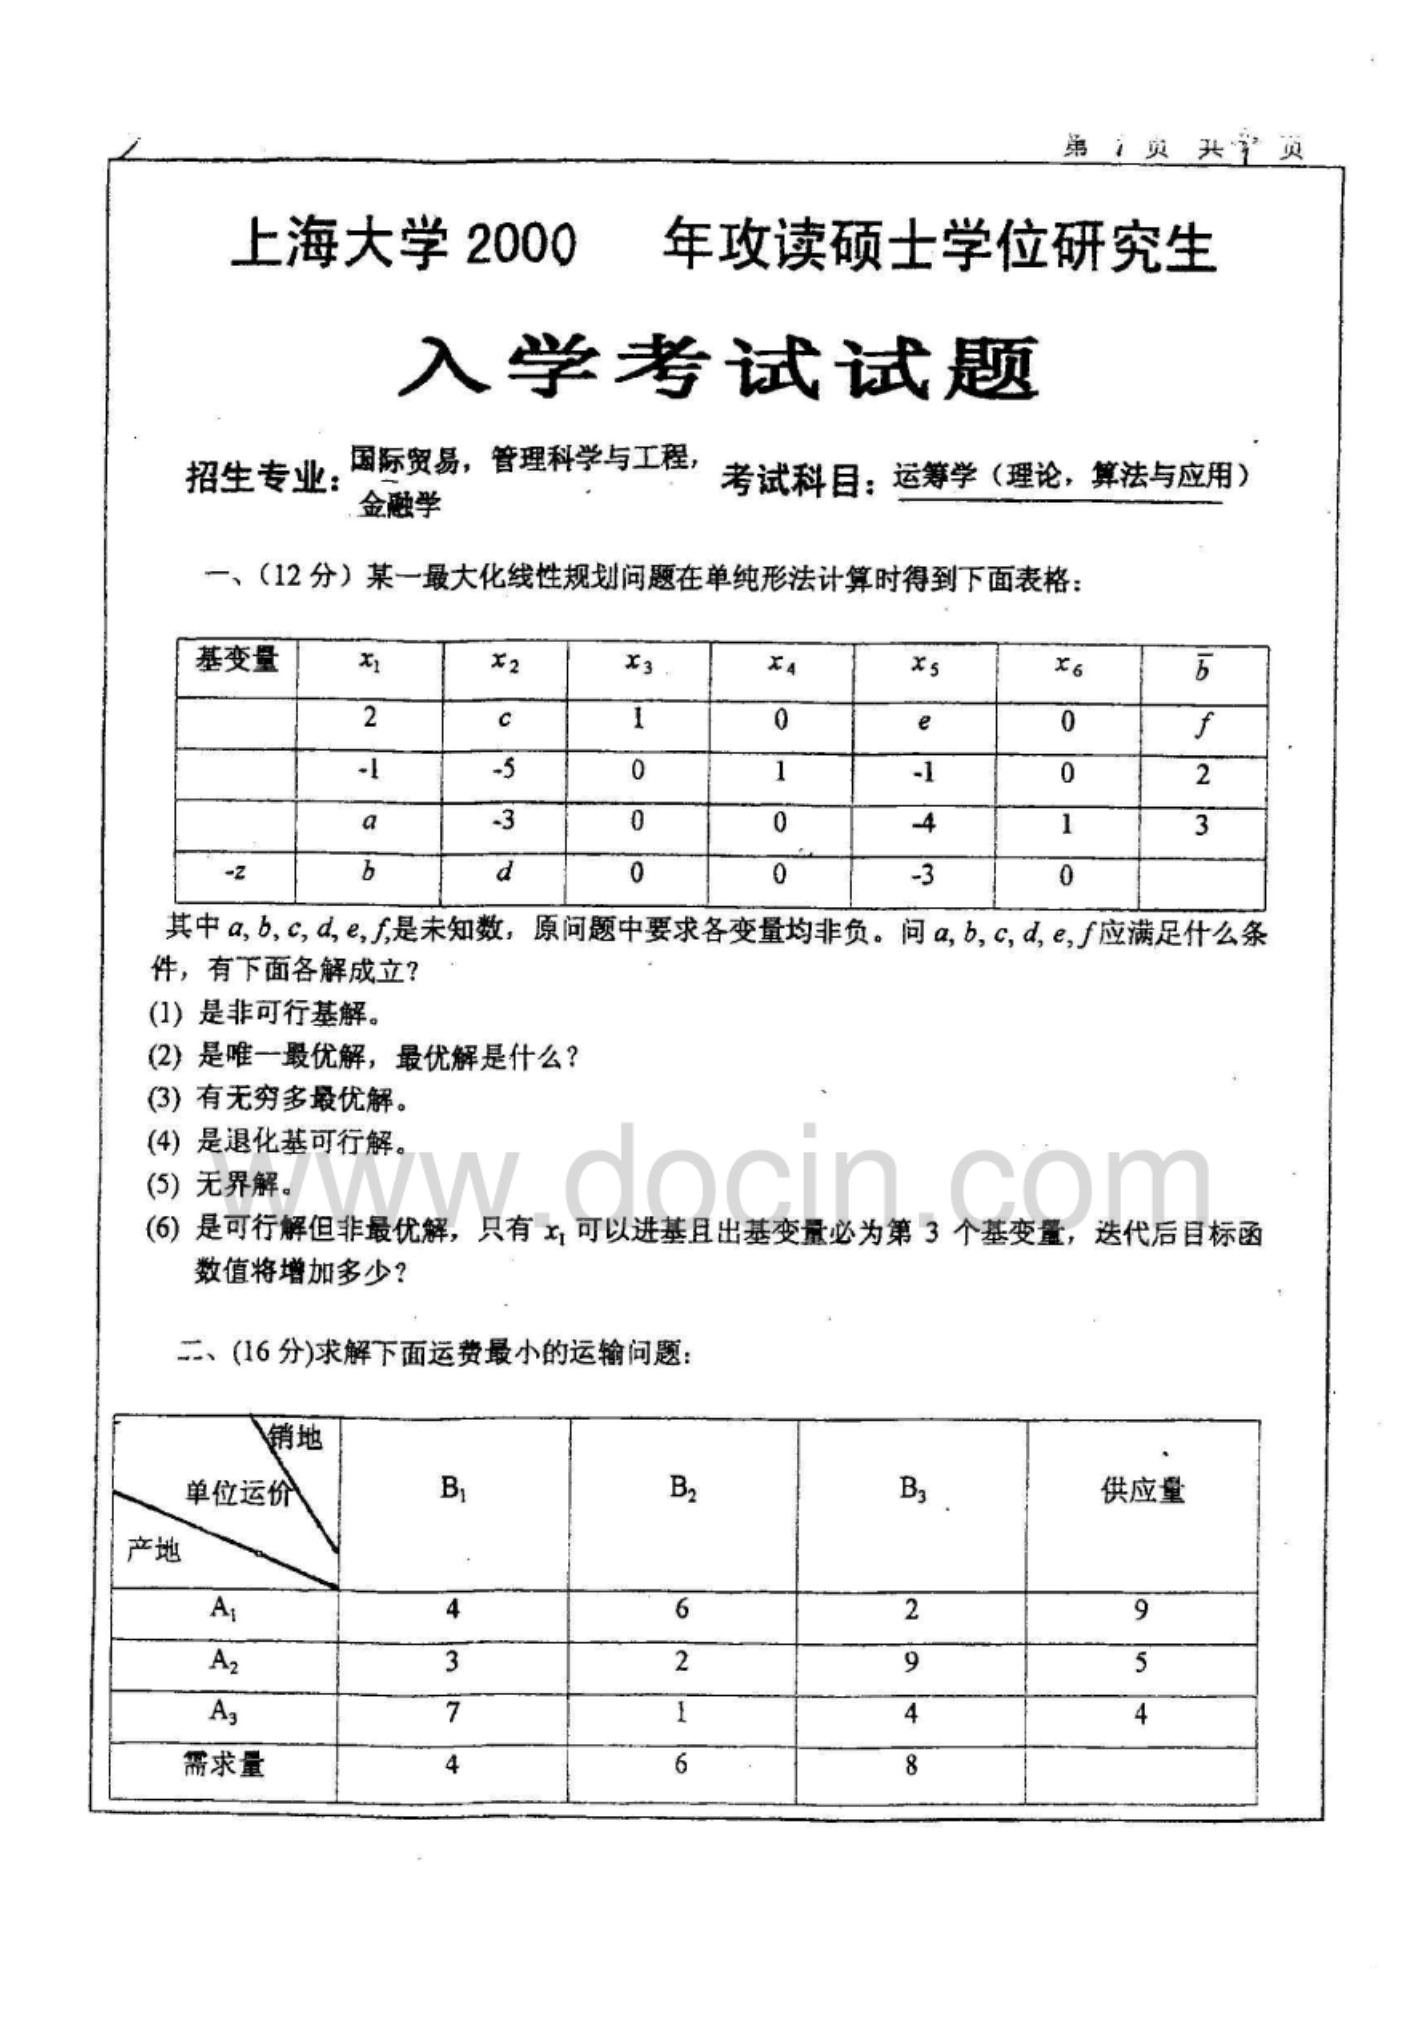 第 1 页 共 页
上海大学 2000 年攻读硕士学位研究生
入学考试试题
招生专业: 国际贸易, 管理科学与工程, 金融学 考试科目: 运筹学(理论, 算法与应用)
一、(12 分) 某一最大化线性规划问题在单纯形法计算时得到下面表格:
基变量 x₁ x₂ x₃ x₄ x₅ x₆ b̅
2 c 1 0 e 0 f
-1 -5 0 1 -1 0 2
a -3 0 0 -4 1 3
-z b d 0 0 -3 0
其中 a, b, c, d, e, f,是未知数，原问题中要求各变量均非负。问 a, b, c, d, e, f 应满足什么条
件，有下面各解成立?
(1) 是非可行基解。
(2) 是唯一最优解，最优解是什么?
(3) 有无穷多最优解。
(4) 是退化基可行解。
(5) 无界解。
(6) 是可行解但非最优解，只有 x₁ 可以进基且出基变量必为第 3 个基变量，迭代后目标函
数值将增加多少?
www.docin.com
二、(16 分)求解下面运费最小的运输问题:
销地
单位运价 B₁ B₂ B₃ 供应量
产地
A₁ 4 6 2 9
A₂ 3 2 9 5
A₃ 7 1 4 4
需求量 4 6 8